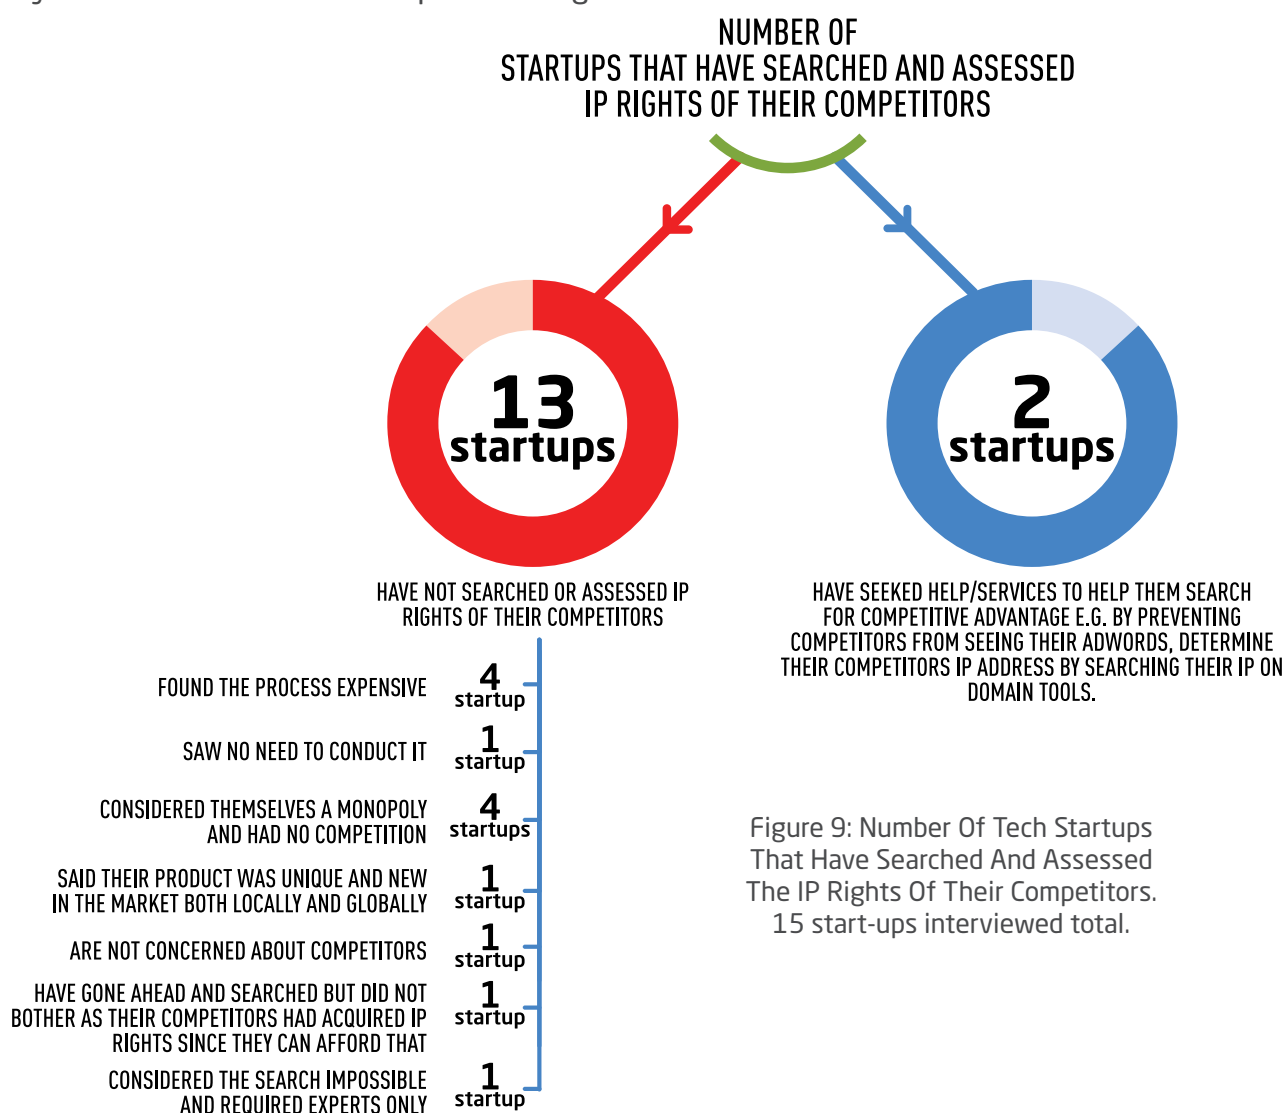 NUMBER OF
STARTUPS THAT HAVE SEARCHED AND ASSESSED
IP RIGHTS OF THEIR COMPETITORS
13
startups
2
startups
HAVE NOT SEARCHED OR ASSESSED IP
RIGHTS OF THEIR COMPETITORS
HAVE SEEKED HELP/SERVICES TO HELP THEM SEARCH
FOR COMPETITIVE ADVANTAGE E.G. BY PREVENTING
COMPETITORS FROM SEEING THEIR ADWORDS, DETERMINE
THEIR COMPETITORS IP ADDRESS BY SEARCHING THEIR IP ON
DOMAIN TOOLS.
FOUND THE PROCESS EXPENSIVE
4
startup
SAW NO NEED TO CONDUCT IT
1
startup
CONSIDERED THEMSELVES A MONOPOLY
AND HAD NO COMPETITION
4
startups
SAID THEIR PRODUCT WAS UNIQUE AND NEW
IN THE MARKET BOTH LOCALLY AND GLOBALLY
1
startup
ARE NOT CONCERNED ABOUT COMPETITORS
1
startup
HAVE GONE AHEAD AND SEARCHED BUT DID NOT
BOTHER AS THEIR COMPETITORS HAD ACQUIRED IP
RIGHTS SINCE THEY CAN AFFORD THAT
1
startup
CONSIDERED THE SEARCH IMPOSSIBLE
AND REQUIRED EXPERTS ONLY
1
startup
Figure 9: Number Of Tech Startups
That Have Searched And Assessed
The IP Rights Of Their Competitors.
15 start-ups interviewed total.